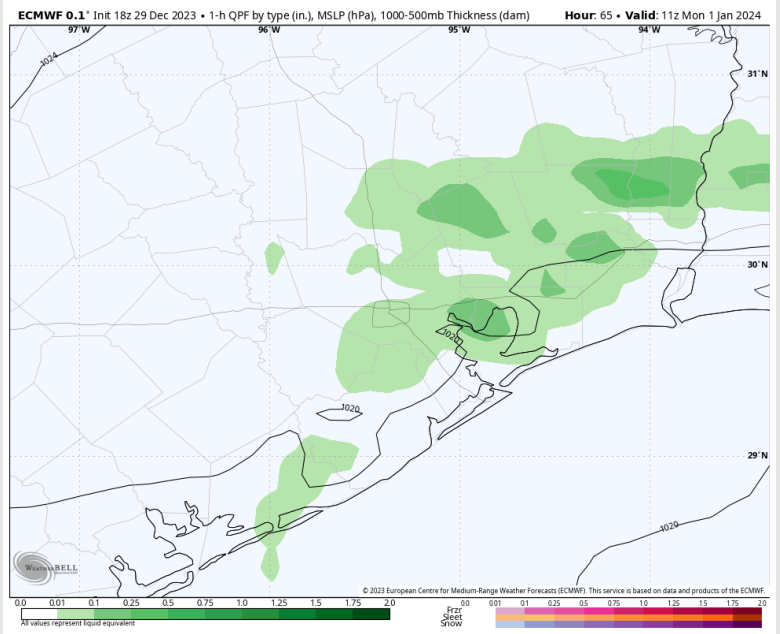 ECMWF 0.1° Init 18z 29 Dec 2023 • 1-h QPF by type (in.), MSLP (hPa), 1000-500mb Thickness (dam)
Hour: 65 • Valid: 11z Mon 1 Jan 2024
97°W 96°W 95°W 94°W
1024
31°N
30°N
1020
1020
29°N
1020
WEATHERBELL
© 2023 European Centre for Medium-Range Weather Forecasts (ECMWF). This service is based on data and products of the ECMWF.
0.0 0.01 0.1 0.25 0.5 0.75 1.0 1.25 1.5 1.75 2.0
All values represent liquid equivalent
0.0 .001 0.1 0.25 0.5 0.75 1.0 1.25 1.5 1.75 2.0
Frzr
Sleet
Snow